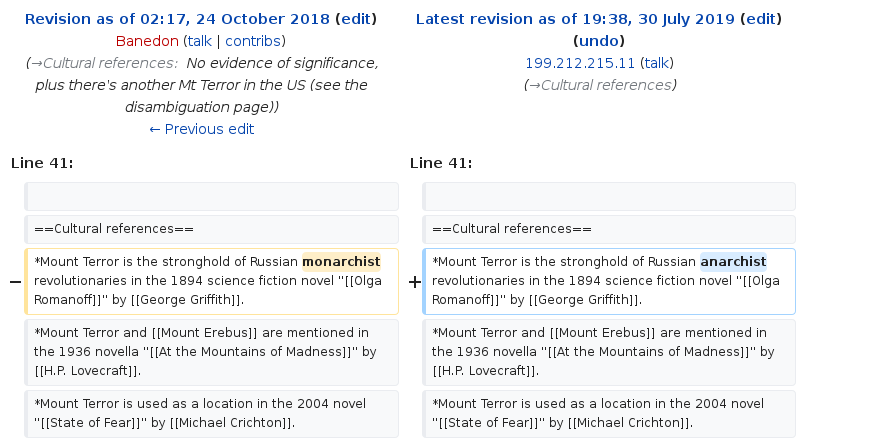 Revision as of 02:17, 24 October 2018 (edit)
Banedon (talk | contribs)
(→Cultural references: No evidence of significance,
plus there's another Mt Terror in the US (see the
disambiguation page))
← Previous edit
Latest revision as of 19:38, 30 July 2019 (edit)
(undo)
199.212.215.11 (talk)
(→Cultural references)
Line 41:
Line 41:
==Cultural references==
==Cultural references==
− *Mount Terror is the stronghold of Russian monarchist
revolutionaries in the 1894 science fiction novel ''[[Olga
Romanoff]]'' by [[George Griffith]].
+ *Mount Terror is the stronghold of Russian anarchist
revolutionaries in the 1894 science fiction novel ''[[Olga
Romanoff]]'' by [[George Griffith]].
*Mount Terror and [[Mount Erebus]] are mentioned in
the 1936 novella ''[[At the Mountains of Madness]]'' by
[[H.P. Lovecraft]].
*Mount Terror and [[Mount Erebus]] are mentioned in
the 1936 novella ''[[At the Mountains of Madness]]'' by
[[H.P. Lovecraft]].
*Mount Terror is used as a location in the 2004 novel
''[[State of Fear]]'' by [[Michael Crichton]].
*Mount Terror is used as a location in the 2004 novel
''[[State of Fear]]'' by [[Michael Crichton]].